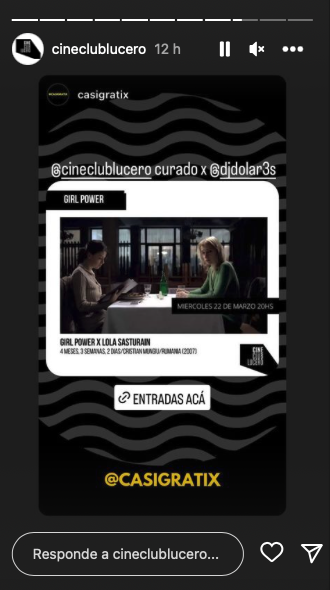 cineclublucero 12 h
casigratix
@cineclublucero curado x @djdolar3s
GIRL POWER
MIERCOLES 22 DE MARZO 20HS
GIRL POWER X LOLA SASTURAIN
4 MESES, 3 SEMANAS, 2 DIAS/CRISTIAN MUNGIU/RUMANIA (2007)
CINE
CLUB
LUCERO
ENTRADAS ACÁ
@CASIGRATIX
Responde a cineclublucero...